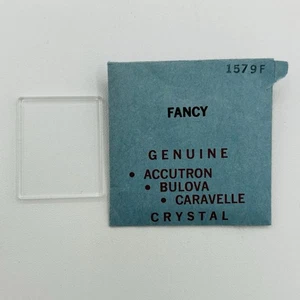 1579F
FANCY
GENUINE
• ACCUTRON
• BULOVA
• CARAVELLE
CRYSTAL